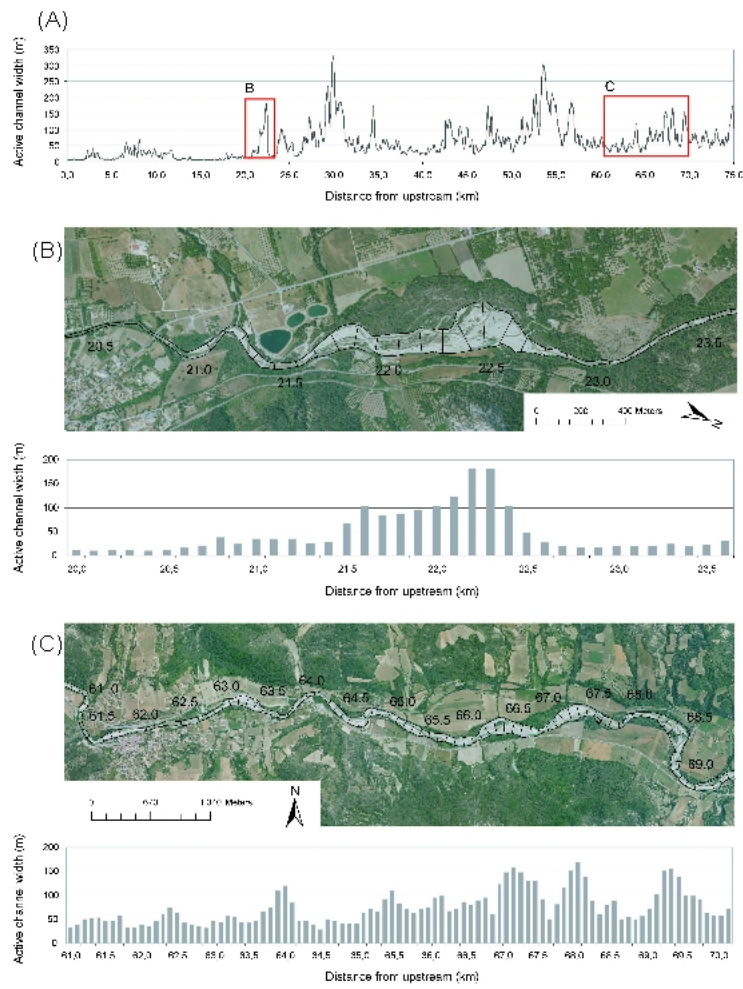 (A)
Active channel width (m)
350
300
250
200
150
100
50
0
B
C
0,0 5,0 10,0 15,0 20,0 25,0 30,0 35,0 40,0 45,0 50,0 55,0 60,0 65,0 70,0 75,0
Distance from upstream (km)
(B)
20.5 21.0 21.5 22.0 22.5 23.0 23.5
0 200 400 Meters
Active channel width (m)
200
150
100
50
0
20,0 20,5 21,0 21,5 22,0 22,5 23,0 23,5
Distance from upstream (km)
(C)
61.0 61.5 62.0 62.5 63.0 63.5 64.0 64.5 65.0 65.5 66.0 66.5 67.0 67.5 68.0 68.5 69.0
N
0 670 Meters
Active channel width (m)
200
150
100
50
0
61,0 61,5 62,0 62,5 63,0 63,5 64,0 64,5 35,0 65,5 66,0 66,5 67,0 67,5 68,0 68,5 69,0 69,5 70,0
Distance from upstream (km)